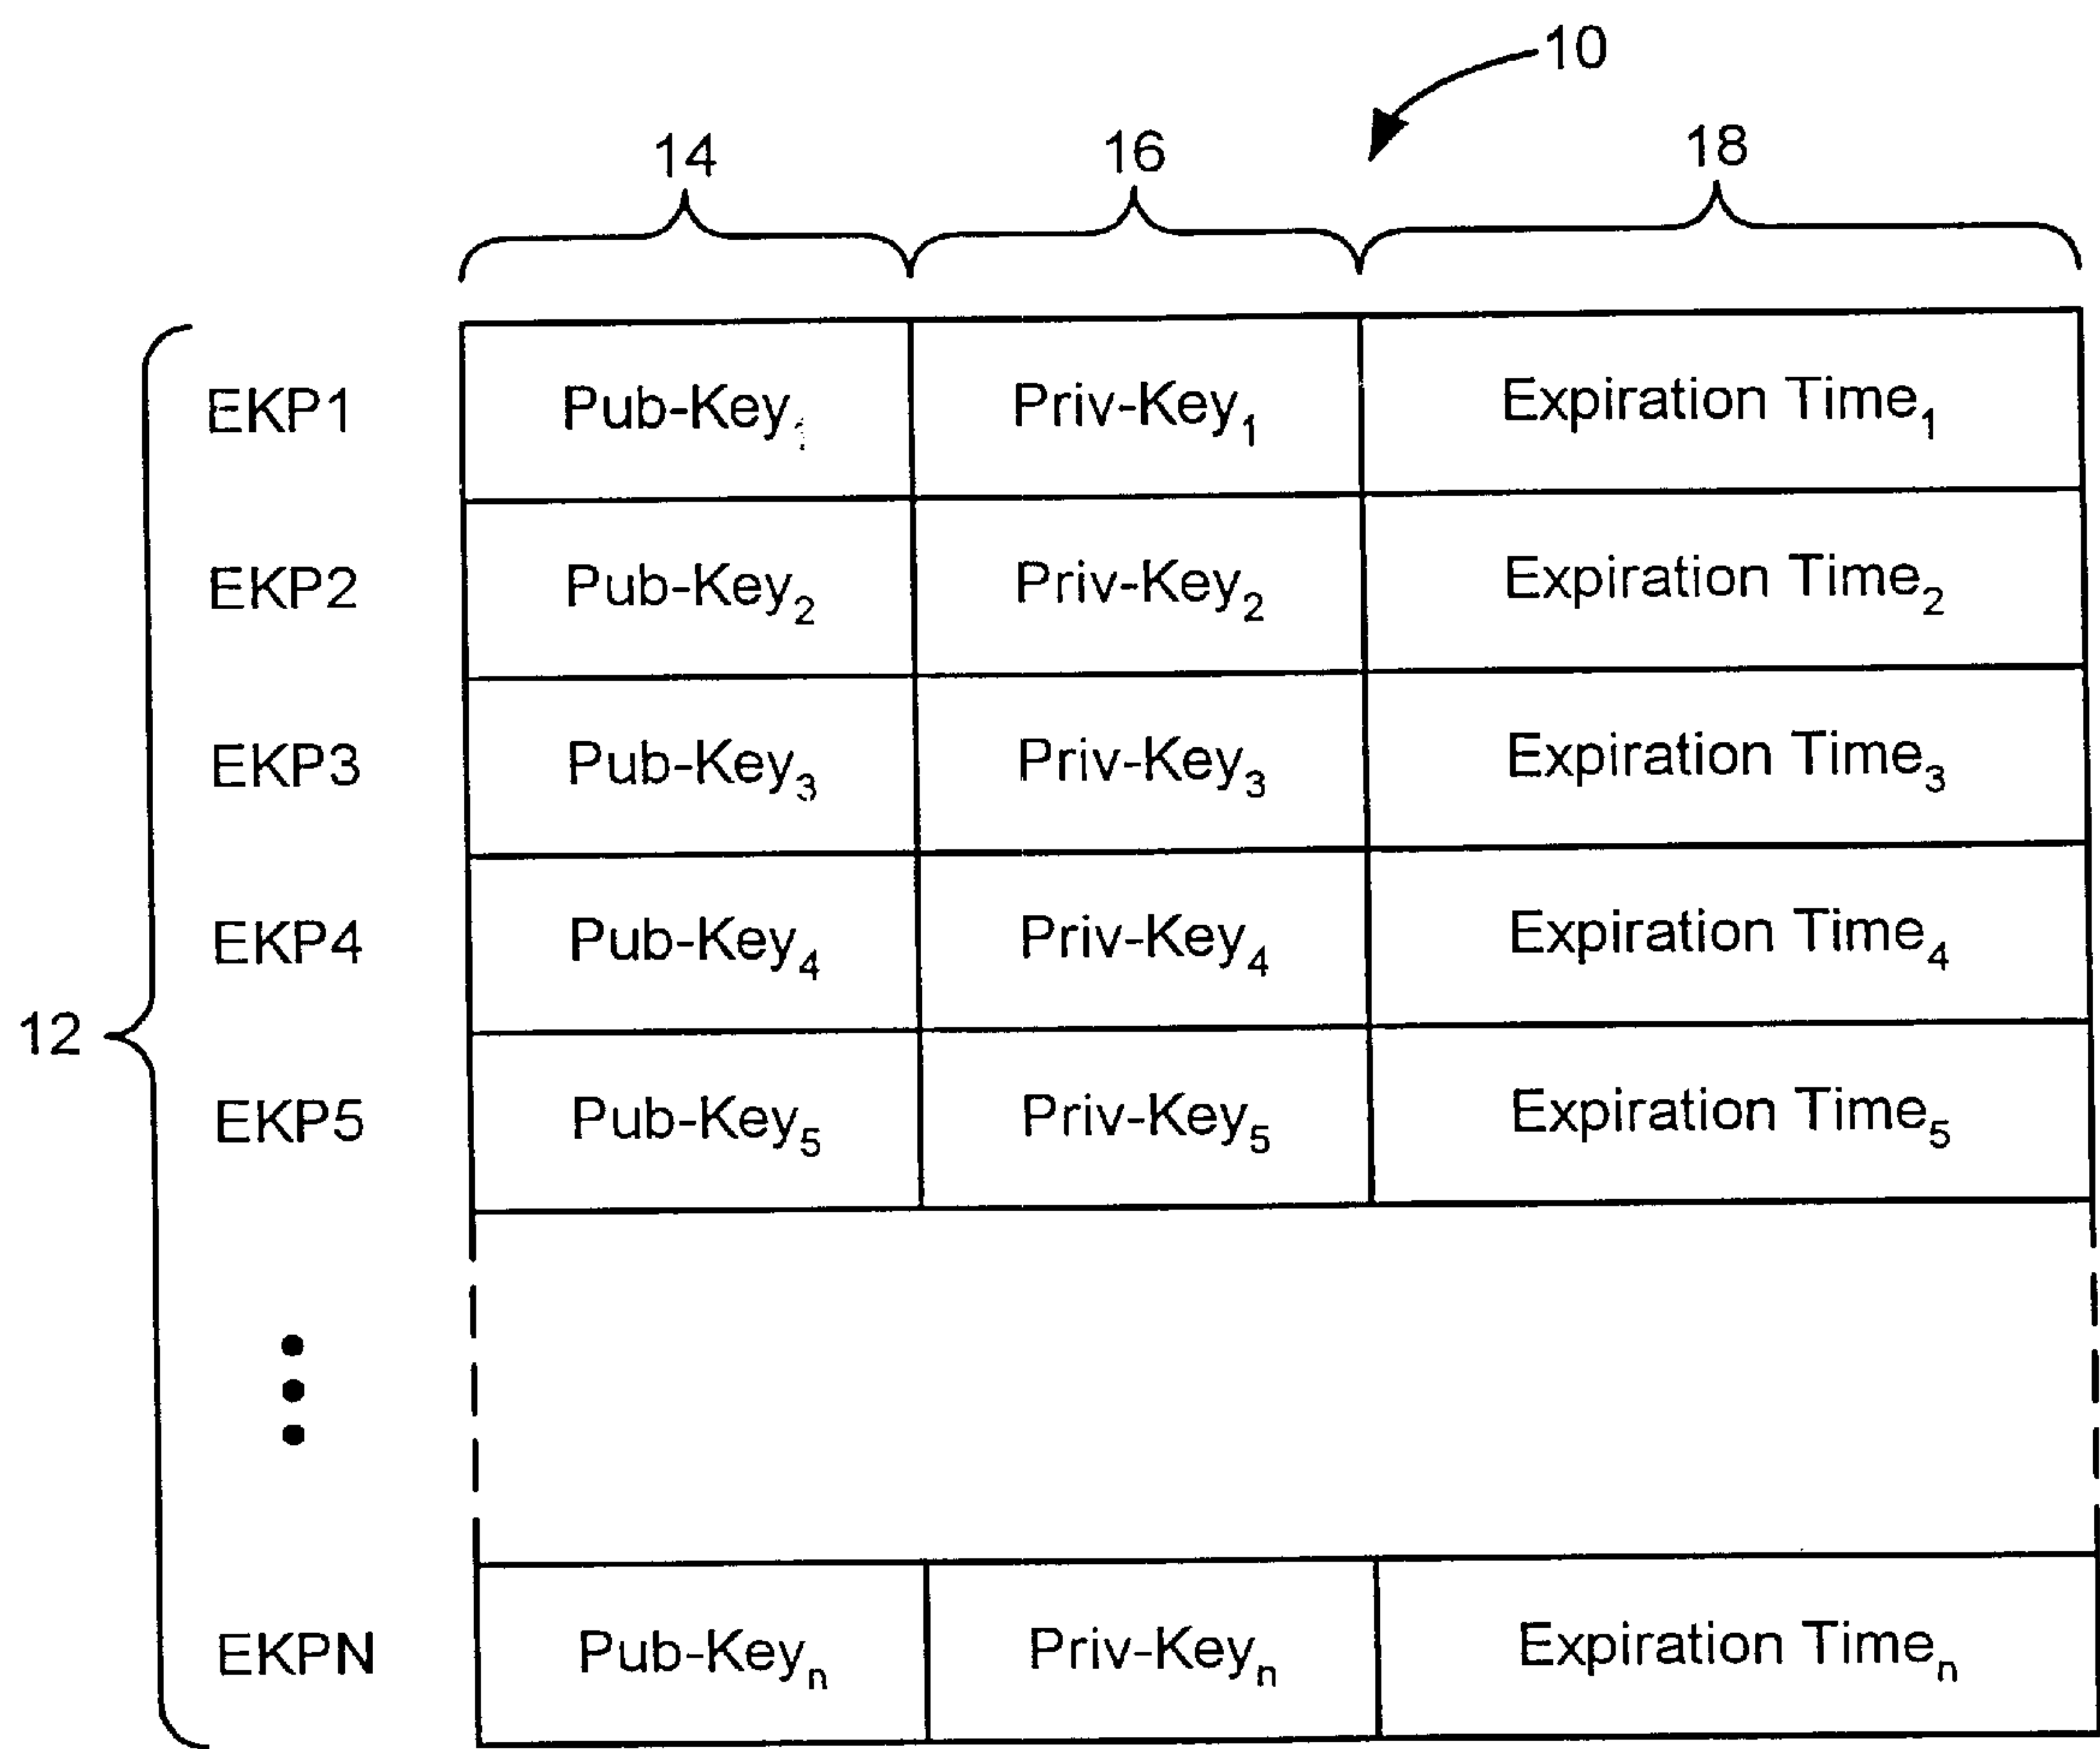 10
14 16 18
EKP1 Pub-Key₁ Priv-Key₁ Expiration Time₁
EKP2 Pub-Key₂ Priv-Key₂ Expiration Time₂
EKP3 Pub-Key₃ Priv-Key₃ Expiration Time₃
EKP4 Pub-Key₄ Priv-Key₄ Expiration Time₄
12
EKP5 Pub-Key₅ Priv-Key₅ Expiration Time₅
EKPN Pub-Keyₙ Priv-Keyₙ Expiration Timeₙ